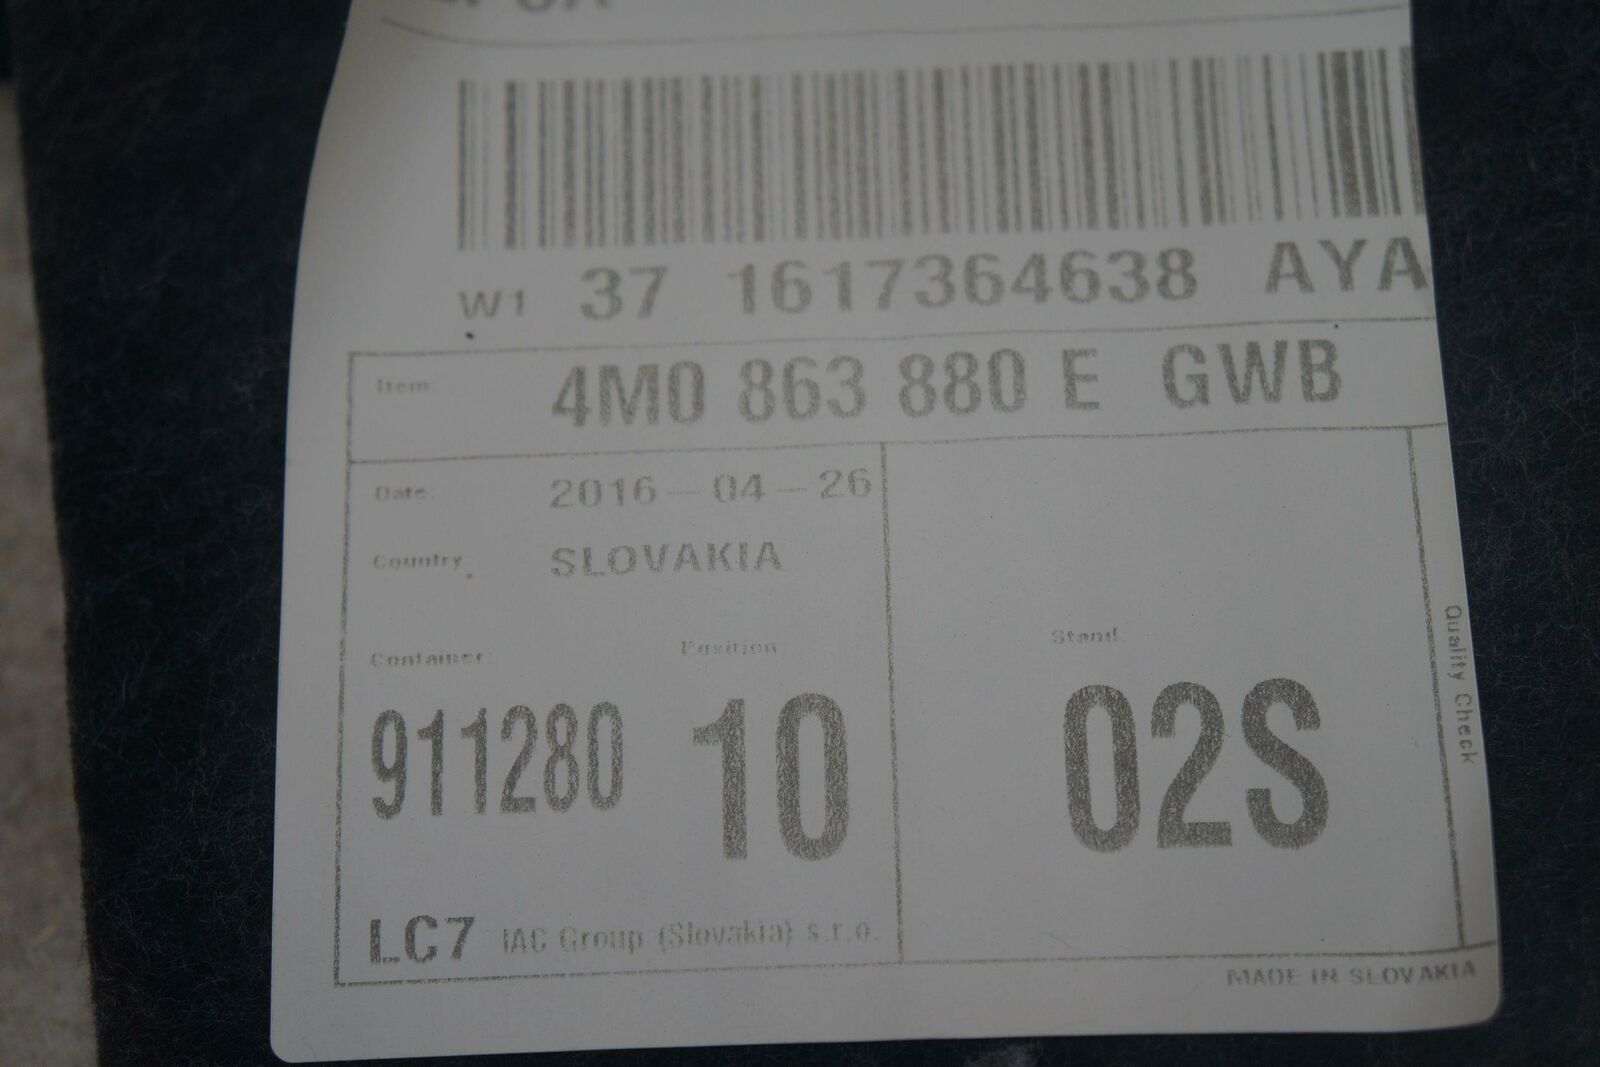 W1 37 1617364638 AYA
Item 4M0 863 880 E GWB
Date: 2016-04-26
Country SLOVAKIA
Container: Position: Stand
911280 10 02S
Quality Check
LC7 IAC Group (Slovakia) s.r.o.
MADE IN SLOVAKIA